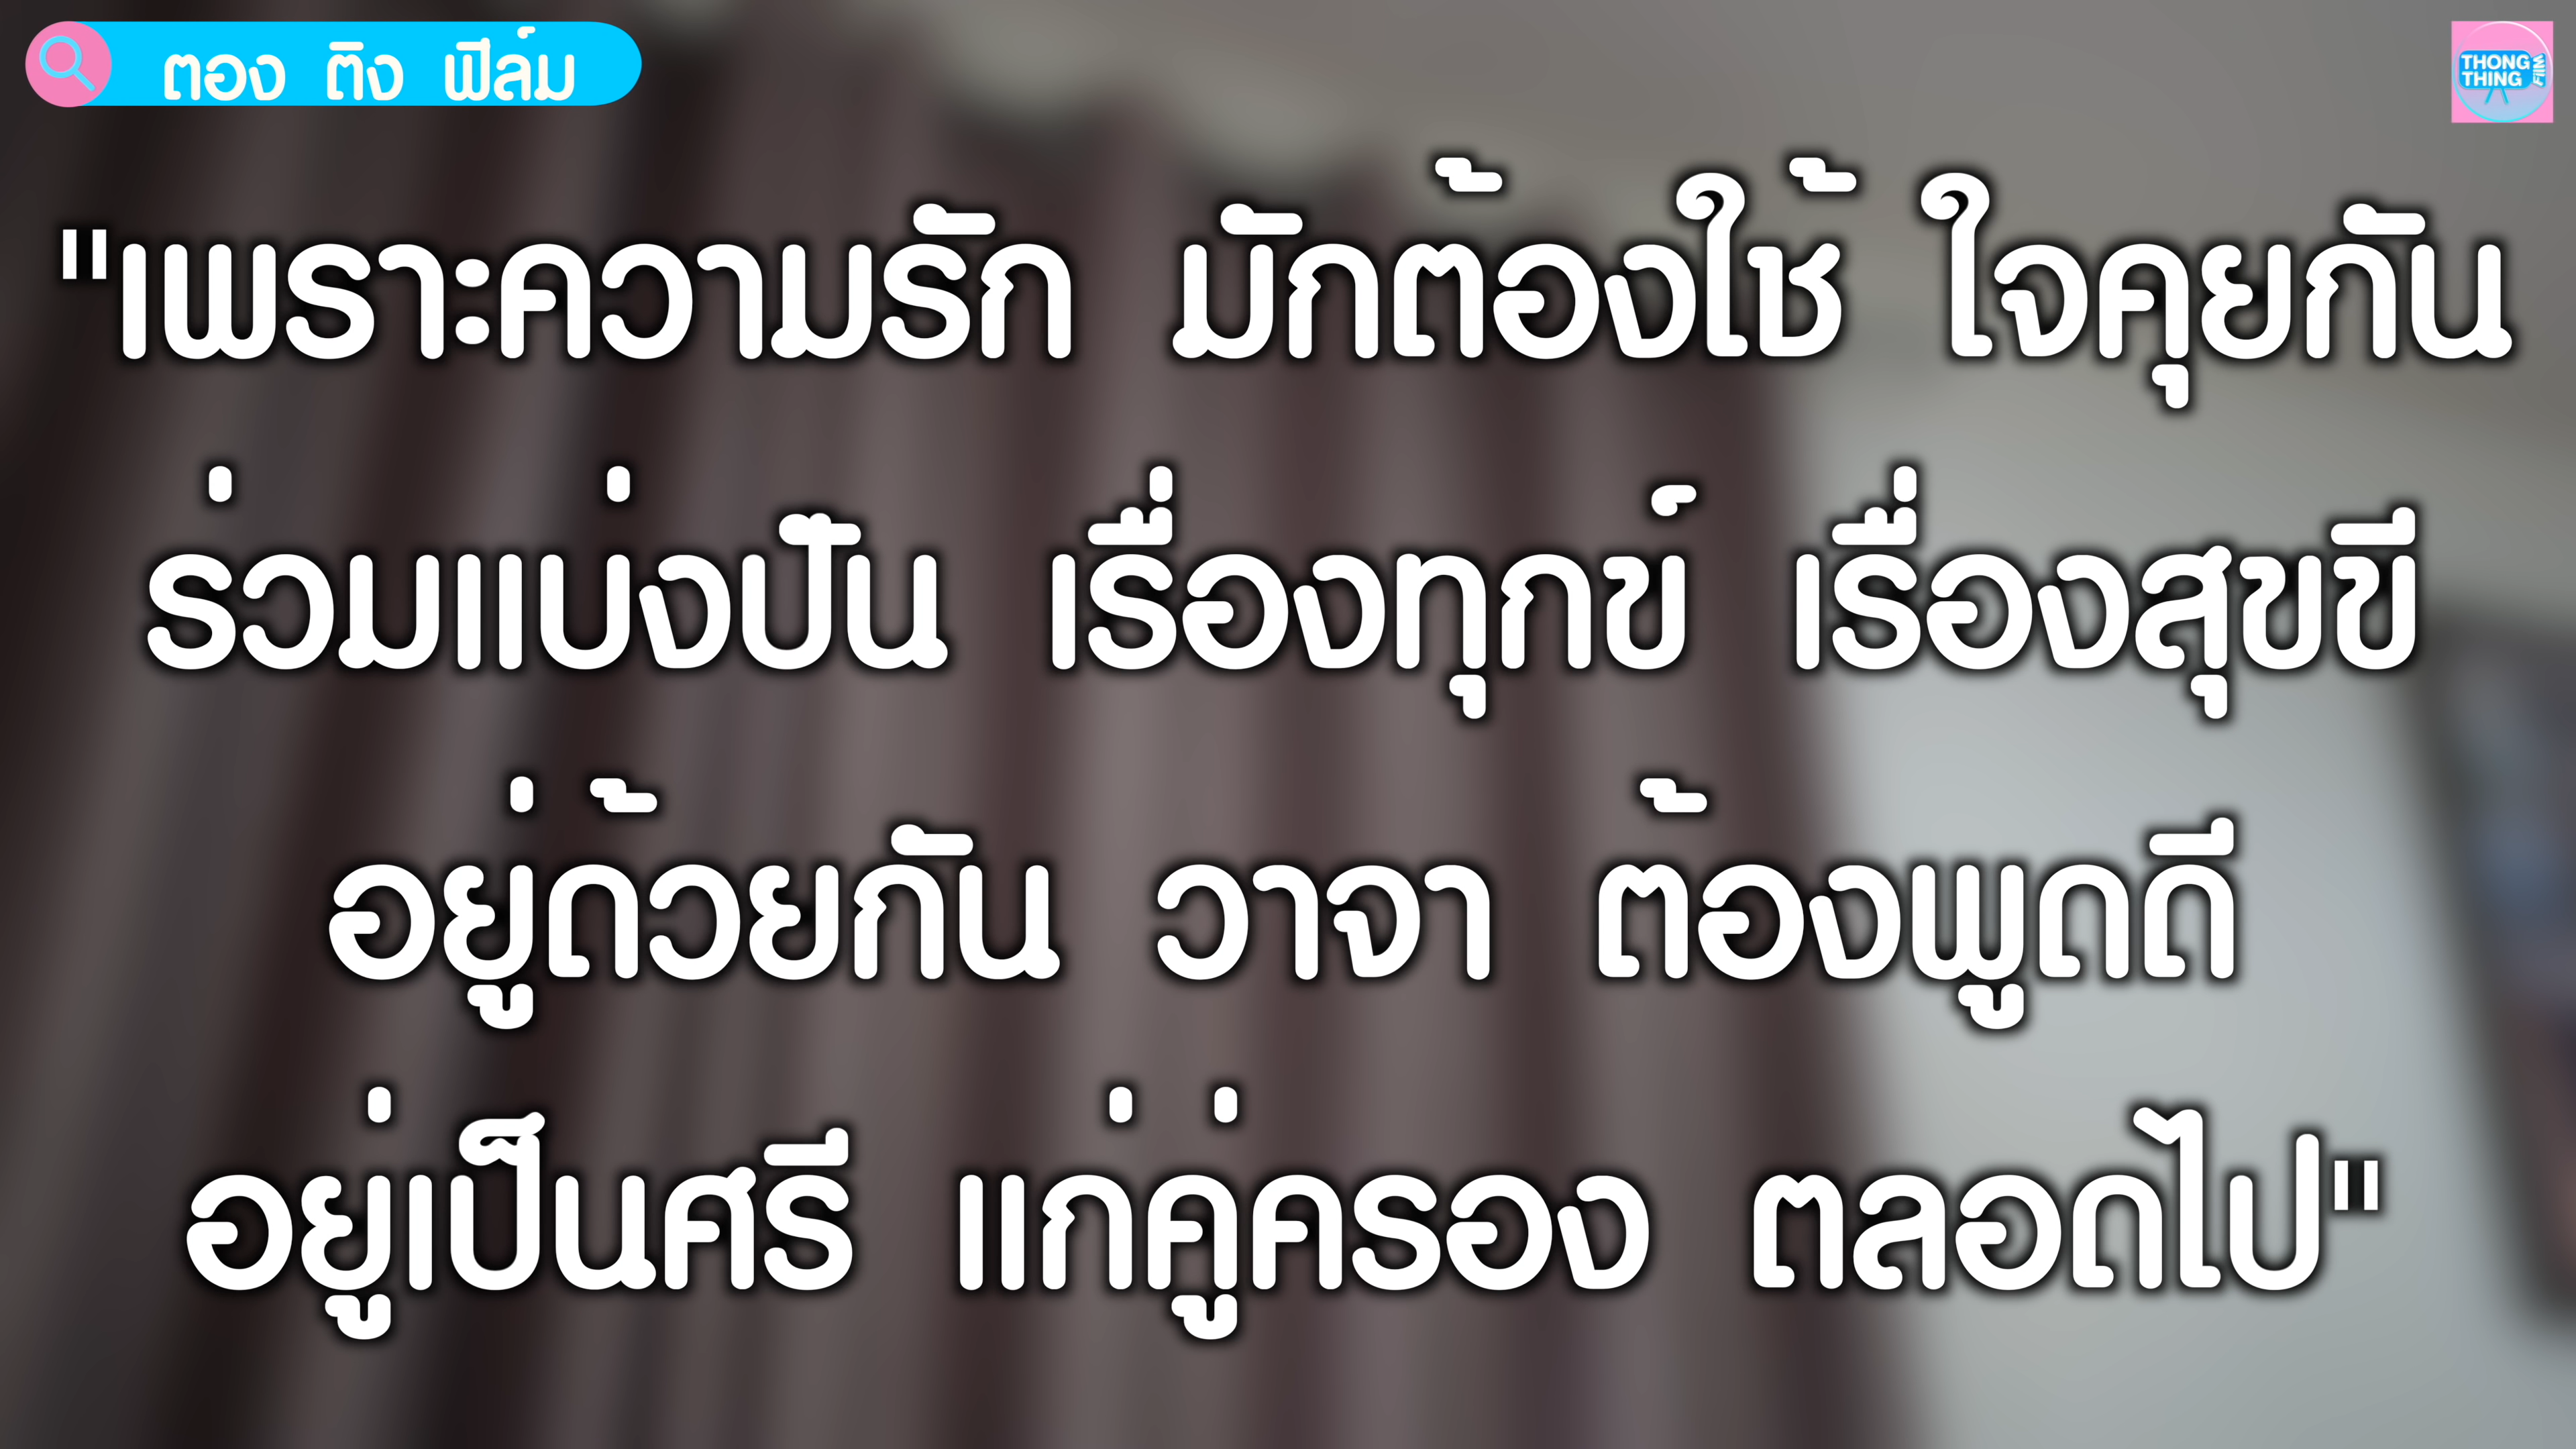 ตอง ติง ฟิล์ม
THONG
THING
FILM
"เพราะความรัก มักต้องใช้ ใจคุยกัน
ร่วมแบ่งปัน เรื่องทุกข์ เรื่องสุขขี
อยู่ด้วยกัน วาจา ต้องพูดดี
อยู่เป็นศรี แก่คู่ครอง ตลอดไป"